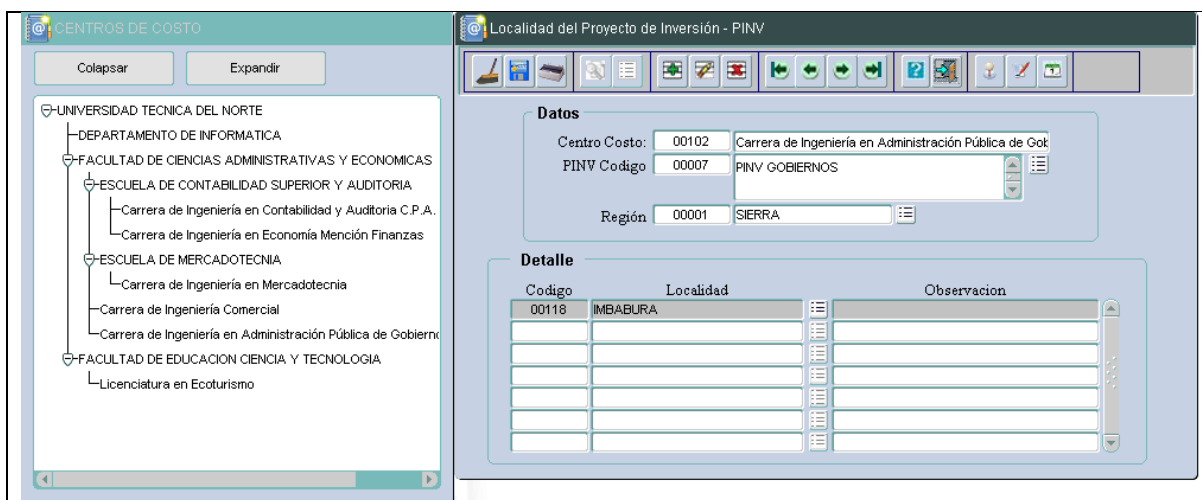 CENTROS DE COSTO
Colapsar Expandir
UNIVERSIDAD TECNICA DEL NORTE
DEPARTAMENTO DE INFORMATICA
FACULTAD DE CIENCIAS ADMINISTRATIVAS Y ECONOMICAS
ESCUELA DE CONTABILIDAD SUPERIOR Y AUDITORIA
Carrera de Ingeniería en Contabilidad y Auditoria C.P.A.
Carrera de Ingeniería en Economía Mención Finanzas
ESCUELA DE MERCADOTECNIA
Carrera de Ingeniería en Mercadotecnia
Carrera de Ingeniería Comercial
Carrera de Ingeniería en Administración Pública de Gobierno
FACULTAD DE EDUCACION CIENCIA Y TECNOLOGIA
Licenciatura en Ecoturismo
Localidad del Proyecto de Inversión - PINV
Datos
Centro Costo: 00102 Carrera de Ingeniería en Administración Pública de Gob
PINV Codigo 00007 PINV GOBIERNOS
Región 00001 SIERRA
Detalle
Codigo Localidad Observacion
00118 IMBABURA